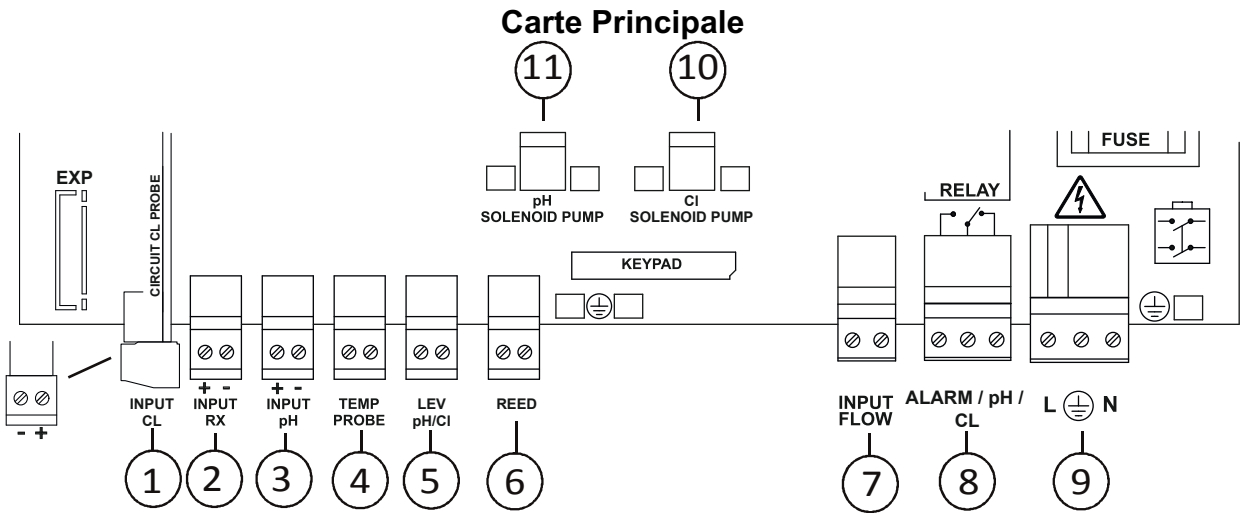 Carte Principale
11
10
EXP
CIRCUIT CL PROBE
pH
SOLENOID PUMP
Cl
SOLENOID PUMP
KEYPAD
RELAY
FUSE
- +
INPUT
CL
+ -
INPUT
RX
+ -
INPUT
pH
TEMP
PROBE
LEV
pH/Cl
REED
INPUT
FLOW
ALARM / pH /
CL
L N
1
2
3
4
5
6
7
8
9